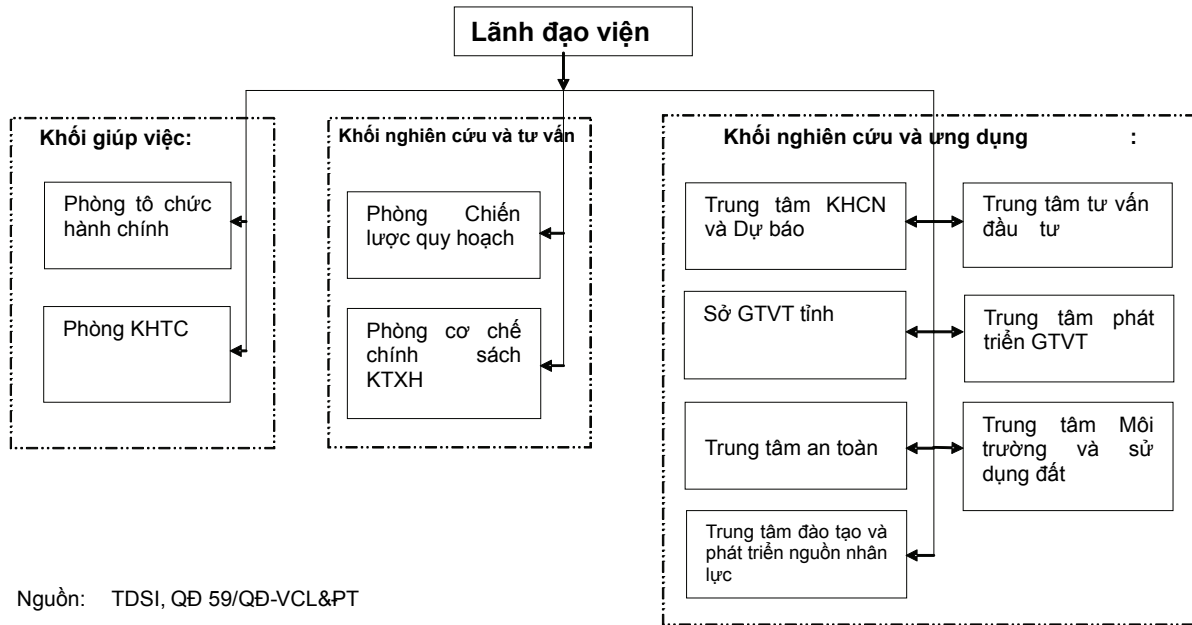 Lãnh đạo viện
Khối giúp việc:
Phòng tô chức
hành chính
Phòng KHTC
Khối nghiên cứu và tư vấn
Phòng Chiến
lược quy hoạch
Phòng cơ chế
chính sách
KTXH
Khối nghiên cứu và ưng dụng :
Trung tâm KHCN
và Dự báo
Trung tâm tư vấn
đầu tư
Sở GTVT tỉnh
Trung tâm phát
triển GTVT
Trung tâm an toàn
Trung tâm Môi
trường và sử
dụng đất
Trung tâm đào tạo và
phát triển nguồn nhân
lực
Nguồn: TDSI, QĐ 59/QĐ-VCL&PT